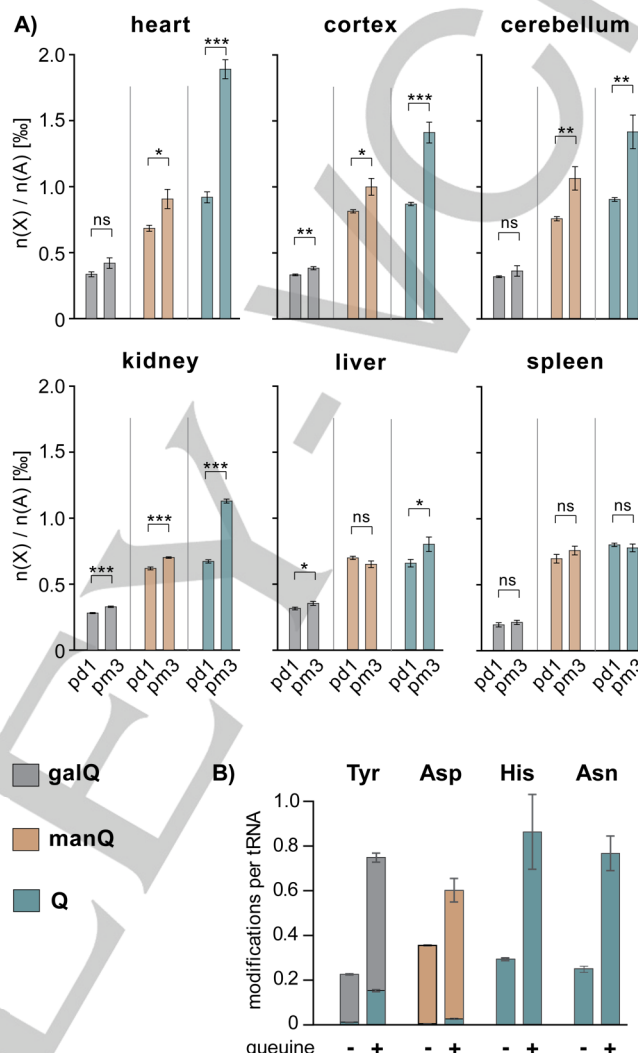 A)
heart
cortex
cerebellum
n(X) / n(A) [‰]
2.0
1.5
1.0
0.5
0
ns
*
***
**
*
***
ns
**
**
kidney
liver
spleen
n(X) / n(A) [‰]
2.0
1.5
1.0
0.5
0
***
***
***
*
ns
*
ns
ns
ns
pd1 pm3 pd1 pm3 pd1 pm3 pd1 pm3 pd1 pm3 pd1 pm3 pd1 pm3 pd1 pm3 pd1 pm3
galQ
manQ
Q
B)
Tyr Asp His Asn
modifications per tRNA
1.0
0.8
0.6
0.4
0.2
0
queuine - + - + - + - +